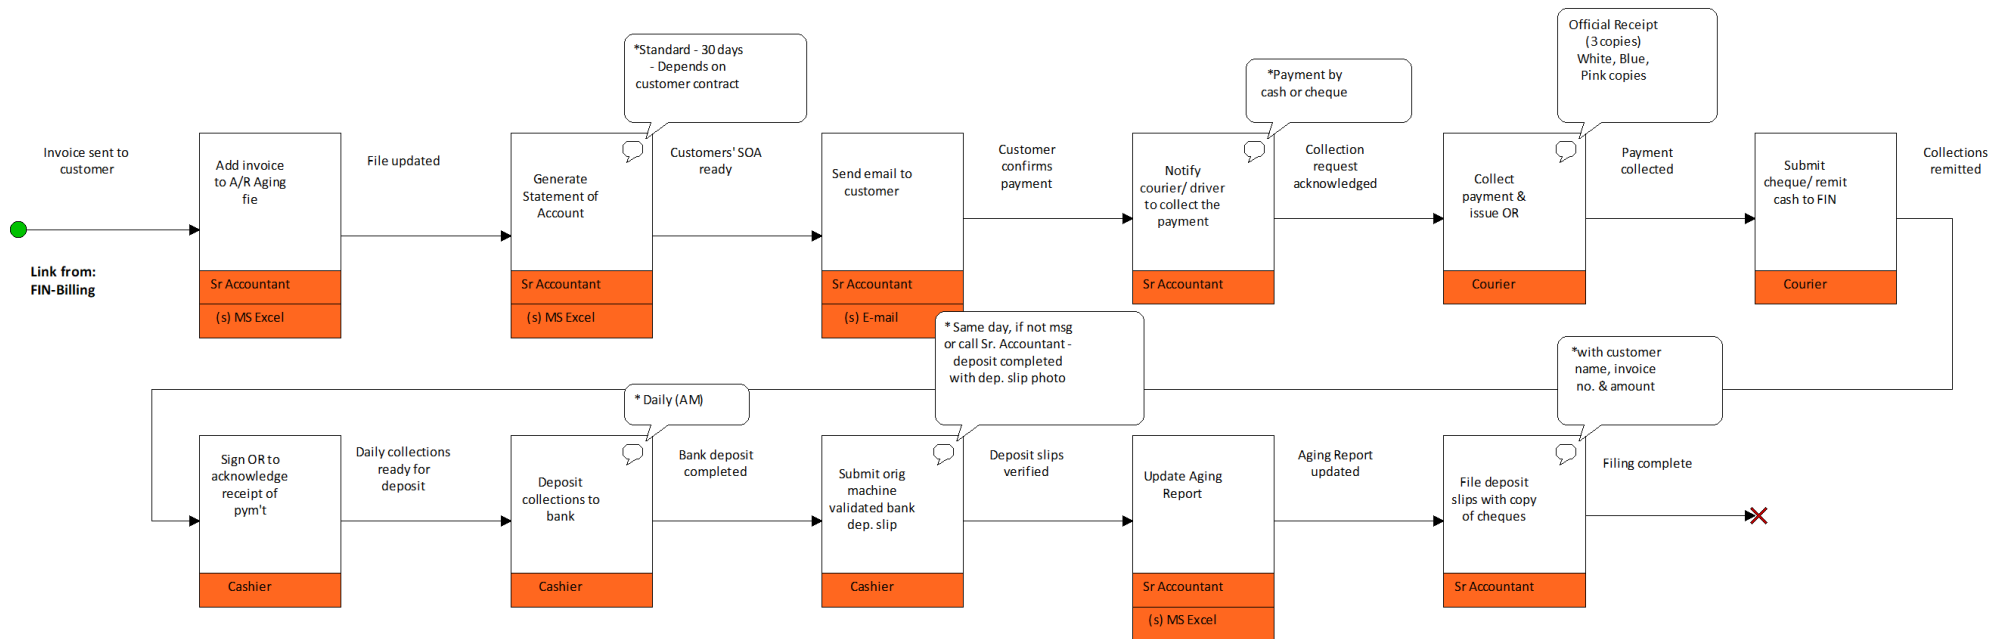 Invoice sent to
customer
Link from:
FIN-Billing
Add invoice
to A/R Aging
fie
Sr Accountant
(s) MS Excel
File updated
*Standard - 30 days
- Depends on
customer contract
Generate
Statement of
Account
Sr Accountant
(s) MS Excel
Customers' SOA
ready
Send email to
customer
Sr Accountant
(s) E-mail
Customer
confirms
payment
*Payment by
cash or cheque
Notify
courier/ driver
to collect the
payment
Sr Accountant
Collection
request
acknowledged
Official Receipt
(3 copies)
White, Blue,
Pink copies
Collect
payment &
issue OR
Courier
Payment
collected
Submit
cheque/ remit
cash to FIN
Courier
Collections
remitted
Sign OR to
acknowledge
receipt of
pym't
Cashier
Daily collections
ready for
deposit
* Daily (AM)
Deposit
collections to
bank
Cashier
Bank deposit
completed
* Same day, if not msg
or call Sr. Accountant -
deposit completed
with dep. slip photo
Submit orig
machine
validated bank
dep. slip
Cashier
Deposit slips
verified
Update Aging
Report
Sr Accountant
(s) MS Excel
Aging Report
updated
*with customer
name, invoice
no. & amount
File deposit
slips with copy
of cheques
Sr Accountant
Filing complete